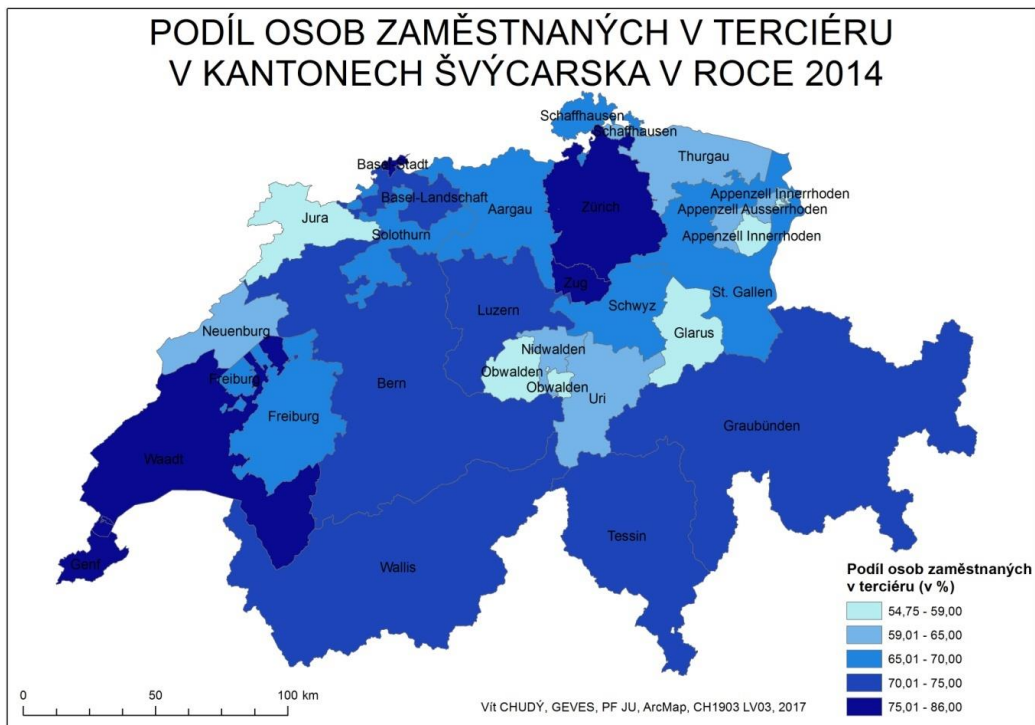 PODÍL OSOB ZAMĚSTNANÝCH V TERCIÉRU
V KANTONECH ŠVÝCARSKA V ROCE 2014
Schaffhausen
Schaffhausen
Thurgau
Basel-Stadt
Basel-Landschaft
Aargau
Zürich
Appenzell Innerrhoden
Appenzell Ausserrhoden
Appenzell Innerrhoden
Jura
Solothurn
Zug
Schwyz
St. Gallen
Luzern
Neuenburg
Glarus
Nidwalden
Obwalden
Obwalden
Uri
Freiburg
Bern
Freiburg
Graubünden
Waadt
Tessin
Wallis
Genf
Podíl osob zaměstnaných
v terciéru (v %)
54,75 - 59,00
59,01 - 65,00
65,01 - 70,00
70,01 - 75,00
75,01 - 86,00
0 50 100 km
Vít CHUDÝ, GEVES, PF JU, ArcMap, CH1903 LV03, 2017